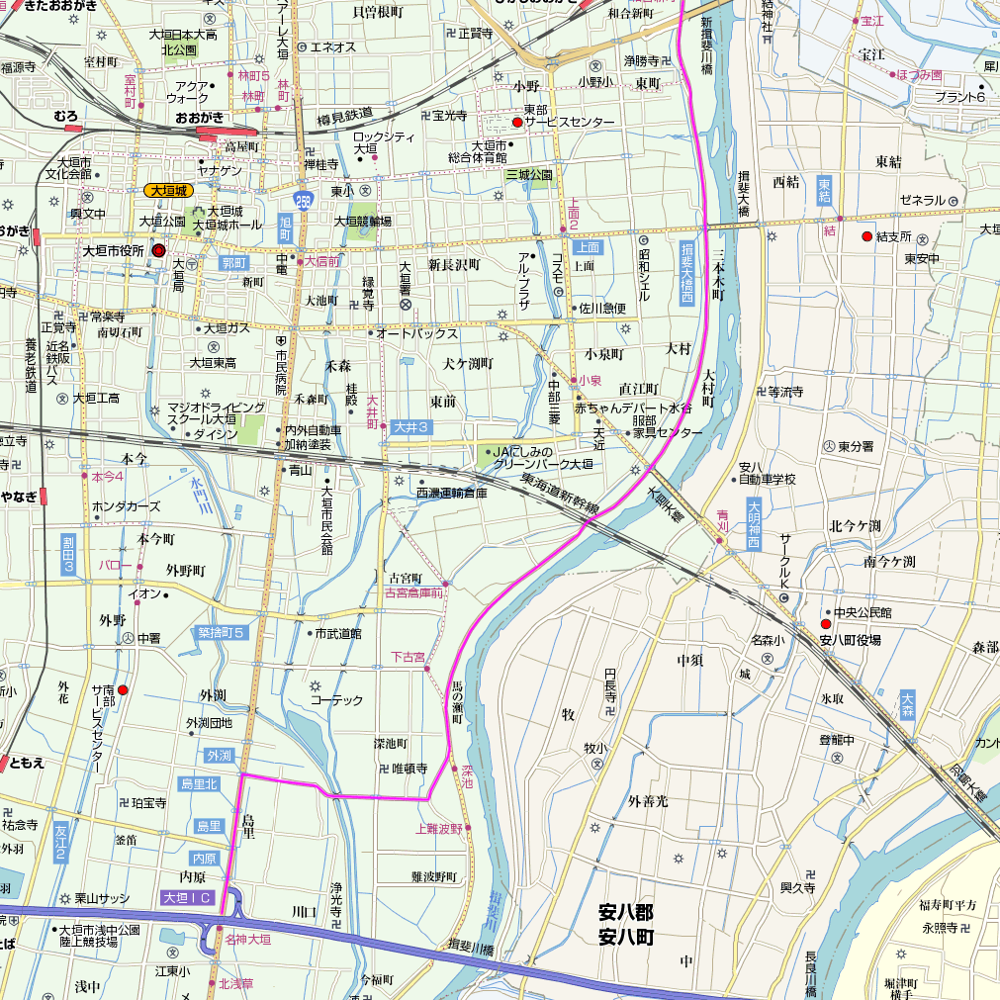 きたおおがき
貝曽根町
和合新町
新揖斐川橋
宝江
大垣日本大高
北公園
エネオス
正賢寺
浄勝寺
宝江
福源寺
室村町
室村町
林町5
林町
林町
小野
小野小
東町
ほづみ園
プラント6
アクア
ウォーク
むろ
おおがき
樽見鉄道
宝光寺
東部
サービスセンター
ロックシティ
大垣
高屋町
禅桂寺
大垣市
総合体育館
東結
大垣市
文化会館
ヤナゲン
三城公園
西結
東結
大垣城
東小
258
揖斐大橋
ゼネラル
興文中
大垣公園
大垣城
大垣城ホール
旭町
大垣競輪場
上面2
結
結支所
大垣市役所
郭町
大垣局
中電
大信前
新長沢町
アル・プラザ
コスモ
上面
上面
昭和シェル
揖斐大橋西
三本木町
東安中
新町
大池町
縁覚寺
大垣署
佐川急便
正覚寺
常楽寺
南切石町
大垣ガス
オートバックス
養老鉄道
近鉄バス
名阪
大垣東高
市民病院
禾森
犬ケ渕町
小泉町
大村
大垣工高
禾森町
桂殿
東前
中部三菱
小泉
直江町
大村町
等流寺
マジオドライビング
スクール大垣
ダイシン
大井町
大井3
赤ちゃんデパート水谷
服部
家具センター
天近
内外自動車
加納塗装
JAにしみの
グリーンパーク大垣
東分署
本今
青山
安八
自動車学校
本今4
水門川
大垣市民会館
西濃運輸倉庫
東海道新幹線
大垣大橋
大明神西
ホンダカーズ
青刈
北今ケ渕
割田3
本今町
サークルK
南今ケ渕
バロー
外野町
古宮町
古宮倉庫前
イオン
外野
中央公民館
安八町役場
築捨町5
市武道館
中署
名森小
森部
下古宮
中須
城
外花
南部
サービスセンター
外渕
コーテック
馬の瀬町
円長寺
牧
氷取
大森
外渕団地
外渕
深池町
唯頓寺
深池
牧小
登龍中
ともえ
島里北
羽島大橋
珀宝寺
島里
島里
上難波野
外善光
友江2
釜笛
内原
内原
難波野町
興久寺
栗山サッシ
大垣IC
川口
浄光寺
揖斐川
安八郡
安八町
福寿町平方
永照寺
大垣市浅中公園
陸上競技場
名神大垣
揖斐川橋
江東小
中
長良川橋
浅中
北浅草
今福町
堀津町
横手